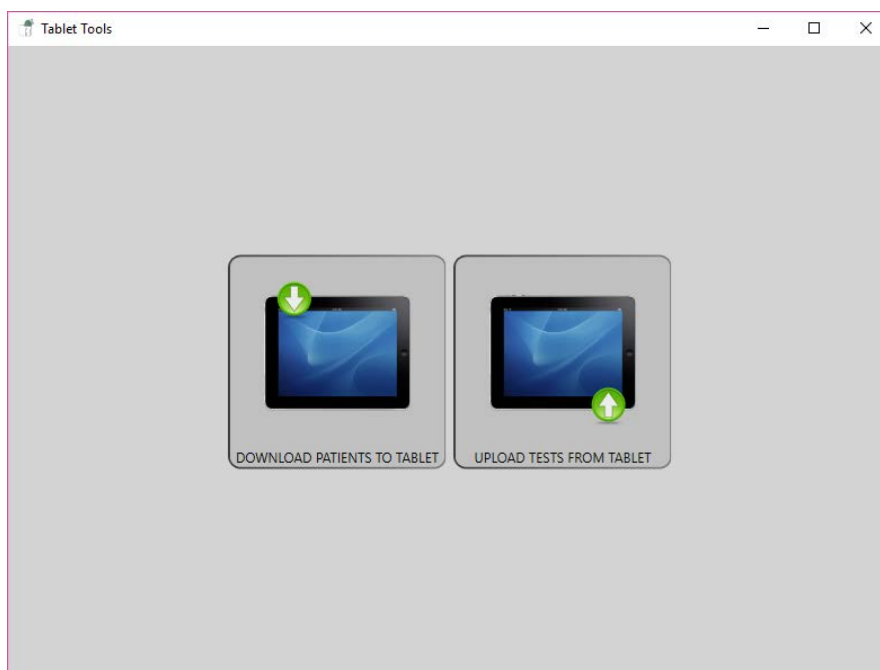 Tablet Tools
DOWNLOAD PATIENTS TO TABLET
UPLOAD TESTS FROM TABLET